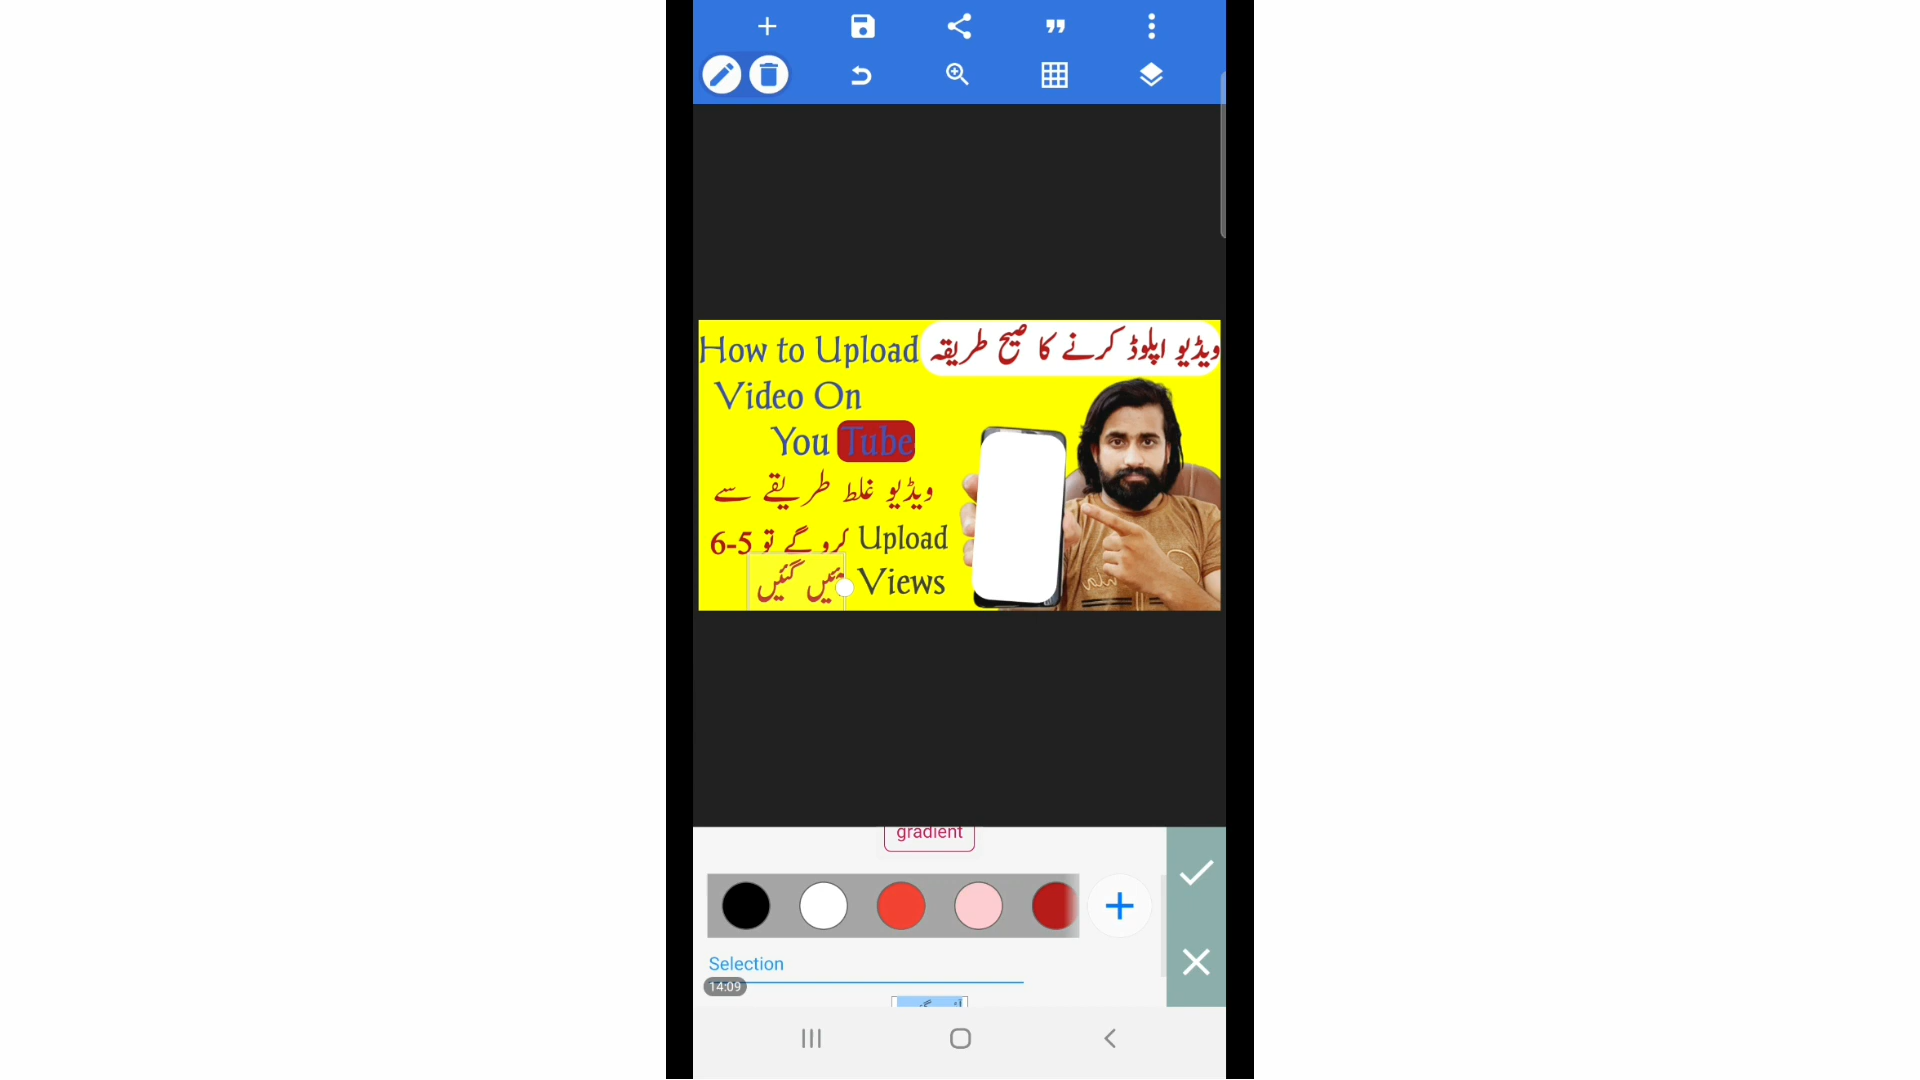 How to Upload ویڈیو اپلوڈ کرنے کا صحیح طریقہ
Video On
You Tube
ویڈیو غلط طریقے سے
Upload کرو گے تو 5-6
Views گئیں
gradient
Selection
14:09